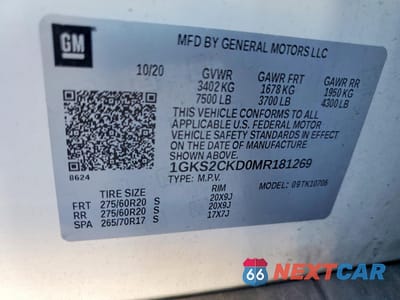 GM
MFD BY GENERAL MOTORS LLC
10/20 GVWR GAWR FRT GAWR RR
3402 KG 1678 KG 1950 KG
7500 LB 3700 LB 4300 LB
THIS VEHICLE CONFORMS TO ALL
APPLICABLE U.S. FEDERAL MOTOR
VEHICLE SAFETY STANDARDS IN EFFECT
ON THE DATE OF MANUFACTURE
SHOWN ABOVE.
1GKS2CKD0MR181269
8624
TYPE: M.P.V. MODEL: 09TK10706
TIRE SIZE RIM
FRT 275/60R20 S 20X9J
RR 275/60R20 S 20X9J
SPA 265/70R17 S 17X7J
66 NEXTCAR